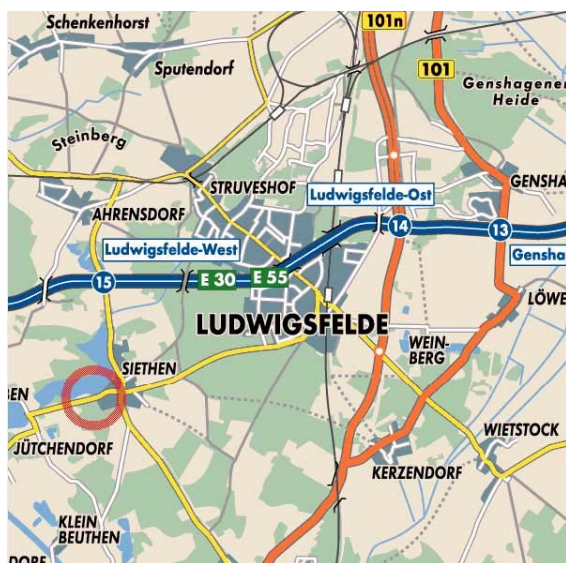 Schenkenhorst
Sputendorf
101n
101
Genshagener
Heide
Steinberg
STRUVESHOF
Ludwigsfelde-Ost
GENSHA
AHRENSDORF
Ludwigsfelde-West
14
13
Gensha
15
E 30
E 55
LUDWIGSFELDE
LÖWE
WEIN-
BERG
SIETHEN
BEN
JÜTCHENDORF
WIETSTOCK
KERZENDORF
KLEIN
BEUTHEN
DORF